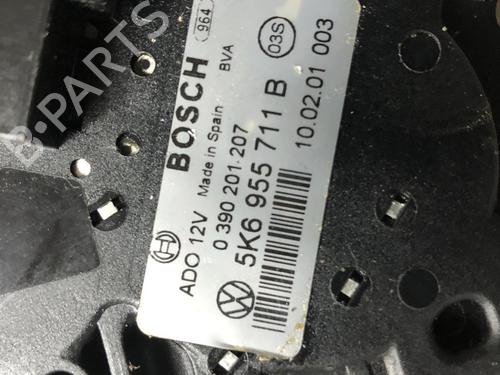 964
BOSCH
BVA
03S
ADO 12V Made in Spain
0 390 201 207
5K6 955 711 B
10.02.01 003
B-PARTS